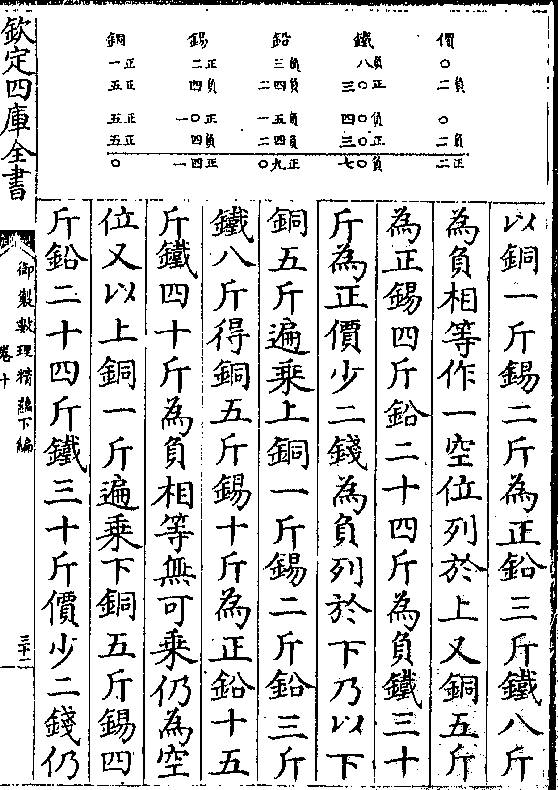 銅 錫 鉛 鐵 價
一正 二正 三負 八負 ○
五正 四負 二四負 三○正 二負
五正 一○正 一五負 四○負 ○
五正 四負 二四負 三○正 二負
○ 一四正 ○九正 七○負 二正
以銅一斤錫二斤為正鉛三斤鐵八斤
為負相等作一空位列於上又銅五斤
為正錫四斤鉛二十四斤為負鐵三十
斤為正價少二錢為負列於下乃以下
銅五斤遍乘上銅一斤錫二斤鉛三斤
鐵八斤得銅五斤錫十斤為正鉛十五
斤鐵四十斤為負相等無可乘仍為空
位又以上銅一斤遍乘下銅五斤錫四
斤鉛二十四斤鐵三十斤價少二錢仍
欽定四庫全書
御製數理精藴下編
卷十
三十二